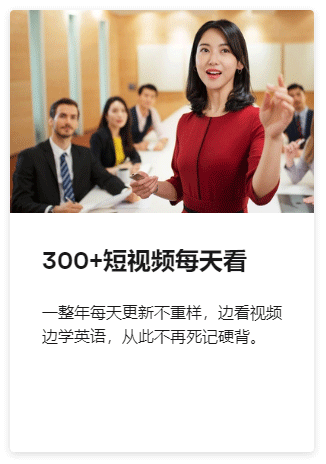 300+短视频每天看
一整年每天更新不重样，边看视频
边学英语，从此不再死记硬背。